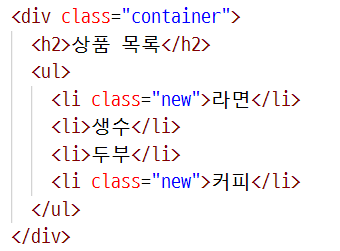 <div class="container">
  <h2>상품 목록</h2>
  <ul>
    <li class="new">라면</li>
    <li>생수</li>
    <li>두부</li>
    <li class="new">커피</li>
  </ul>
</div>